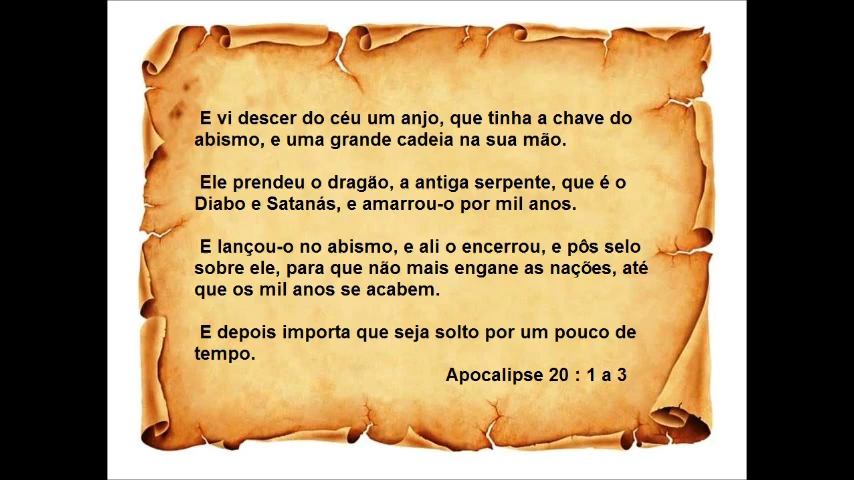 E vi descer do céu um anjo, que tinha a chave do
abismo, e uma grande cadeia na sua mão.
Ele prendeu o dragão, a antiga serpente, que é o
Diabo e Satanás, e amarrou-o por mil anos.
E lançou-o no abismo, e ali o encerrou, e pôs selo
sobre ele, para que não mais engane as nações, até
que os mil anos se acabem.
E depois importa que seja solto por um pouco de
tempo.
Apocalipse 20 : 1 a 3